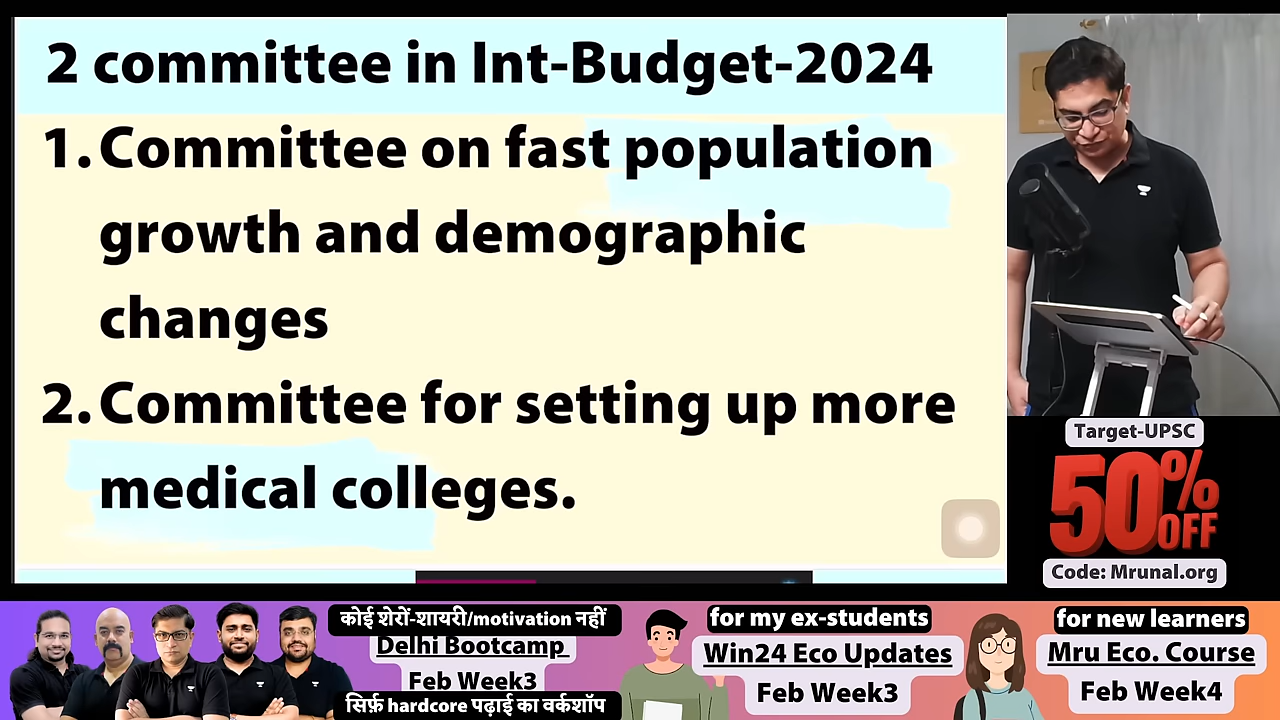 2 committee in Int-Budget-2024
1. Committee on fast population
growth and demographic
changes
2. Committee for setting up more
medical colleges.
Target-UPSC
50%
OFF
Code: Mrunal.org
कोई शेरों-शायरी/motivation नहीं
Delhi Bootcamp
Feb Week3
सिर्फ़ hardcore पढ़ाई का वर्कशॉप
for my ex-students
Win24 Eco Updates
Feb Week3
for new learners
Mru Eco. Course
Feb Week4